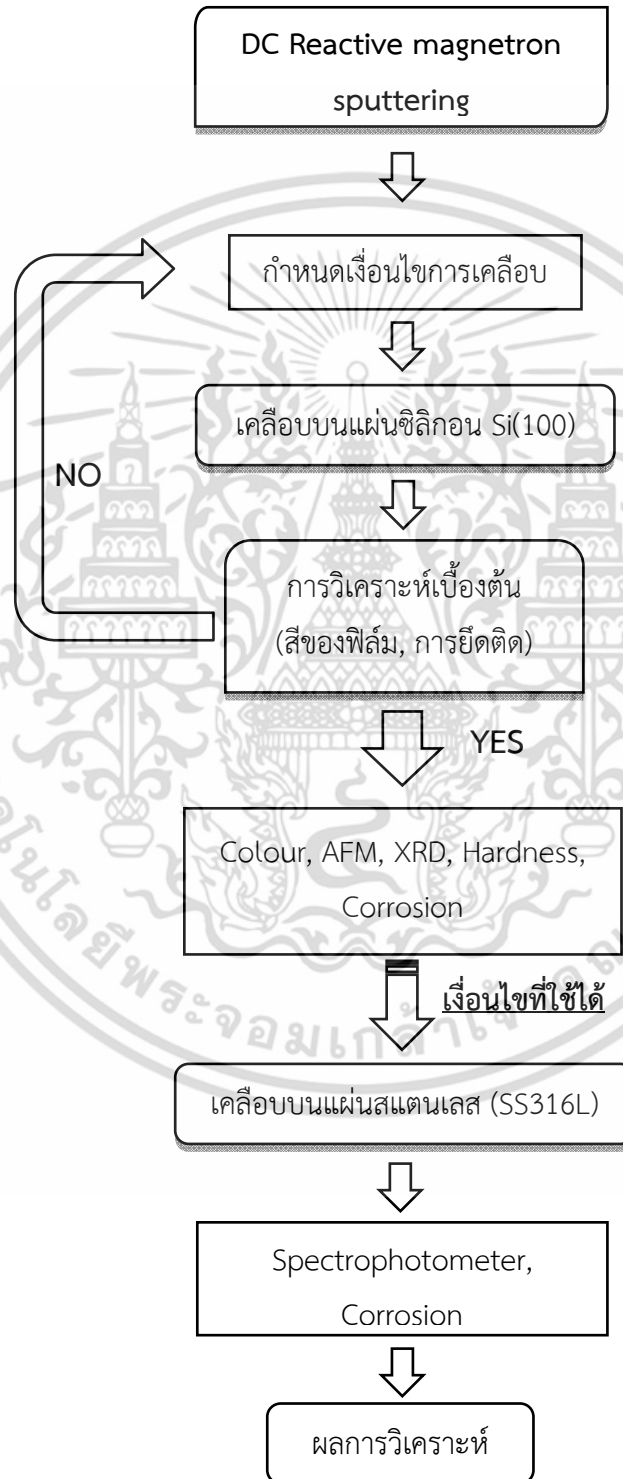 DC Reactive magnetron
sputtering
กำหนดเงื่อนไขการเคลือบ
เคลือบบนแผ่นซิลิกอน Si(100)
NO
การวิเคราะห์เบื้องต้น
(สีของฟิล์ม, การยึดติด)
YES
Colour, AFM, XRD, Hardness,
Corrosion
เงื่อนไขที่ใช้ได้
เคลือบบนแผ่นสแตนเลส (SS316L)
Spectrophotometer,
Corrosion
ผลการวิเคราะห์